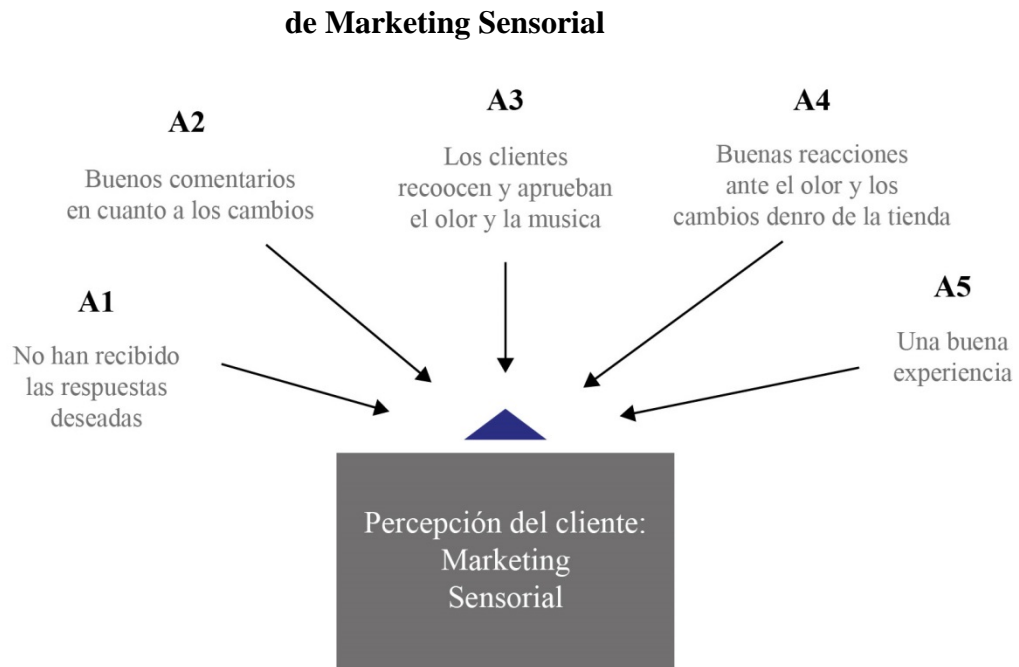 de Marketing Sensorial
A1
No han recibido
las respuestas
deseadas
A2
Buenos comentarios
en cuanto a los cambios
A3
Los clientes
recoocen y aprueban
el olor y la musica
A4
Buenas reacciones
ante el olor y los
cambios denro de la tienda
A5
Una buena
experiencia
Percepción del cliente:
Marketing
Sensorial